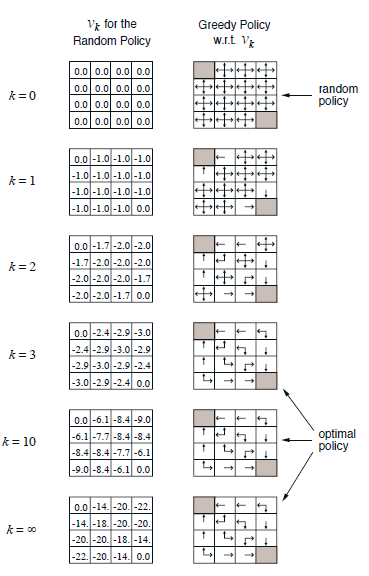 Vk for the
Random Policy
Greedy Policy
w.r.t. Vk
k = 0
0.0 0.0 0.0 0.0
0.0 0.0 0.0 0.0
0.0 0.0 0.0 0.0
0.0 0.0 0.0 0.0
random
policy
k = 1
0.0 -1.0 -1.0 -1.0
-1.0 -1.0 -1.0 -1.0
-1.0 -1.0 -1.0 -1.0
-1.0 -1.0 -1.0 0.0
k = 2
0.0 -1.7 -2.0 -2.0
-1.7 -2.0 -2.0 -2.0
-2.0 -2.0 -2.0 -1.7
-2.0 -2.0 -1.7 0.0
k = 3
0.0 -2.4 -2.9 -3.0
-2.4 -2.9 -3.0 -2.9
-2.9 -3.0 -2.9 -2.4
-3.0 -2.9 -2.4 0.0
k = 10
0.0 -6.1 -8.4 -9.0
-6.1 -7.7 -8.4 -8.4
-8.4 -8.4 -7.7 -6.1
-9.0 -8.4 -6.1 0.0
optimal
policy
k = ∞
0.0 -14. -20. -22.
-14. -18. -20. -20.
-20. -20. -18. -14.
-22. -20. -14. 0.0